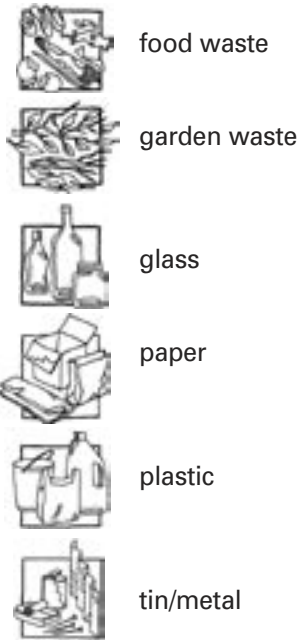 food waste
garden waste
glass
paper
plastic
tin/metal